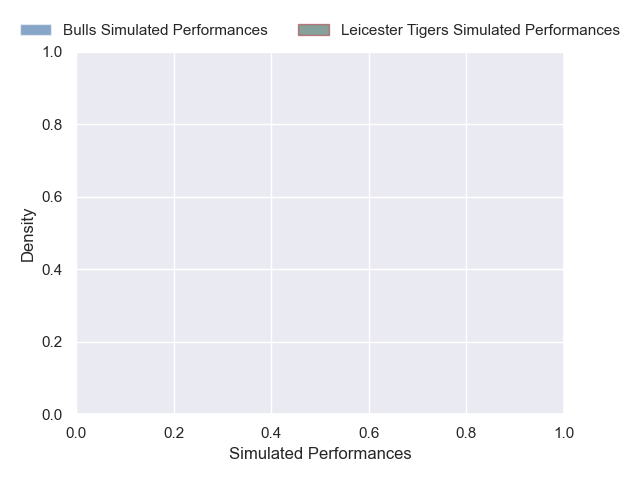 Bulls Simulated Performances
Leicester Tigers Simulated Performances
1.0
0.8
0.6
0.4
0.2
0.0
Density
0.0 0.2 0.4 0.6 0.8 1.0
Simulated Performances